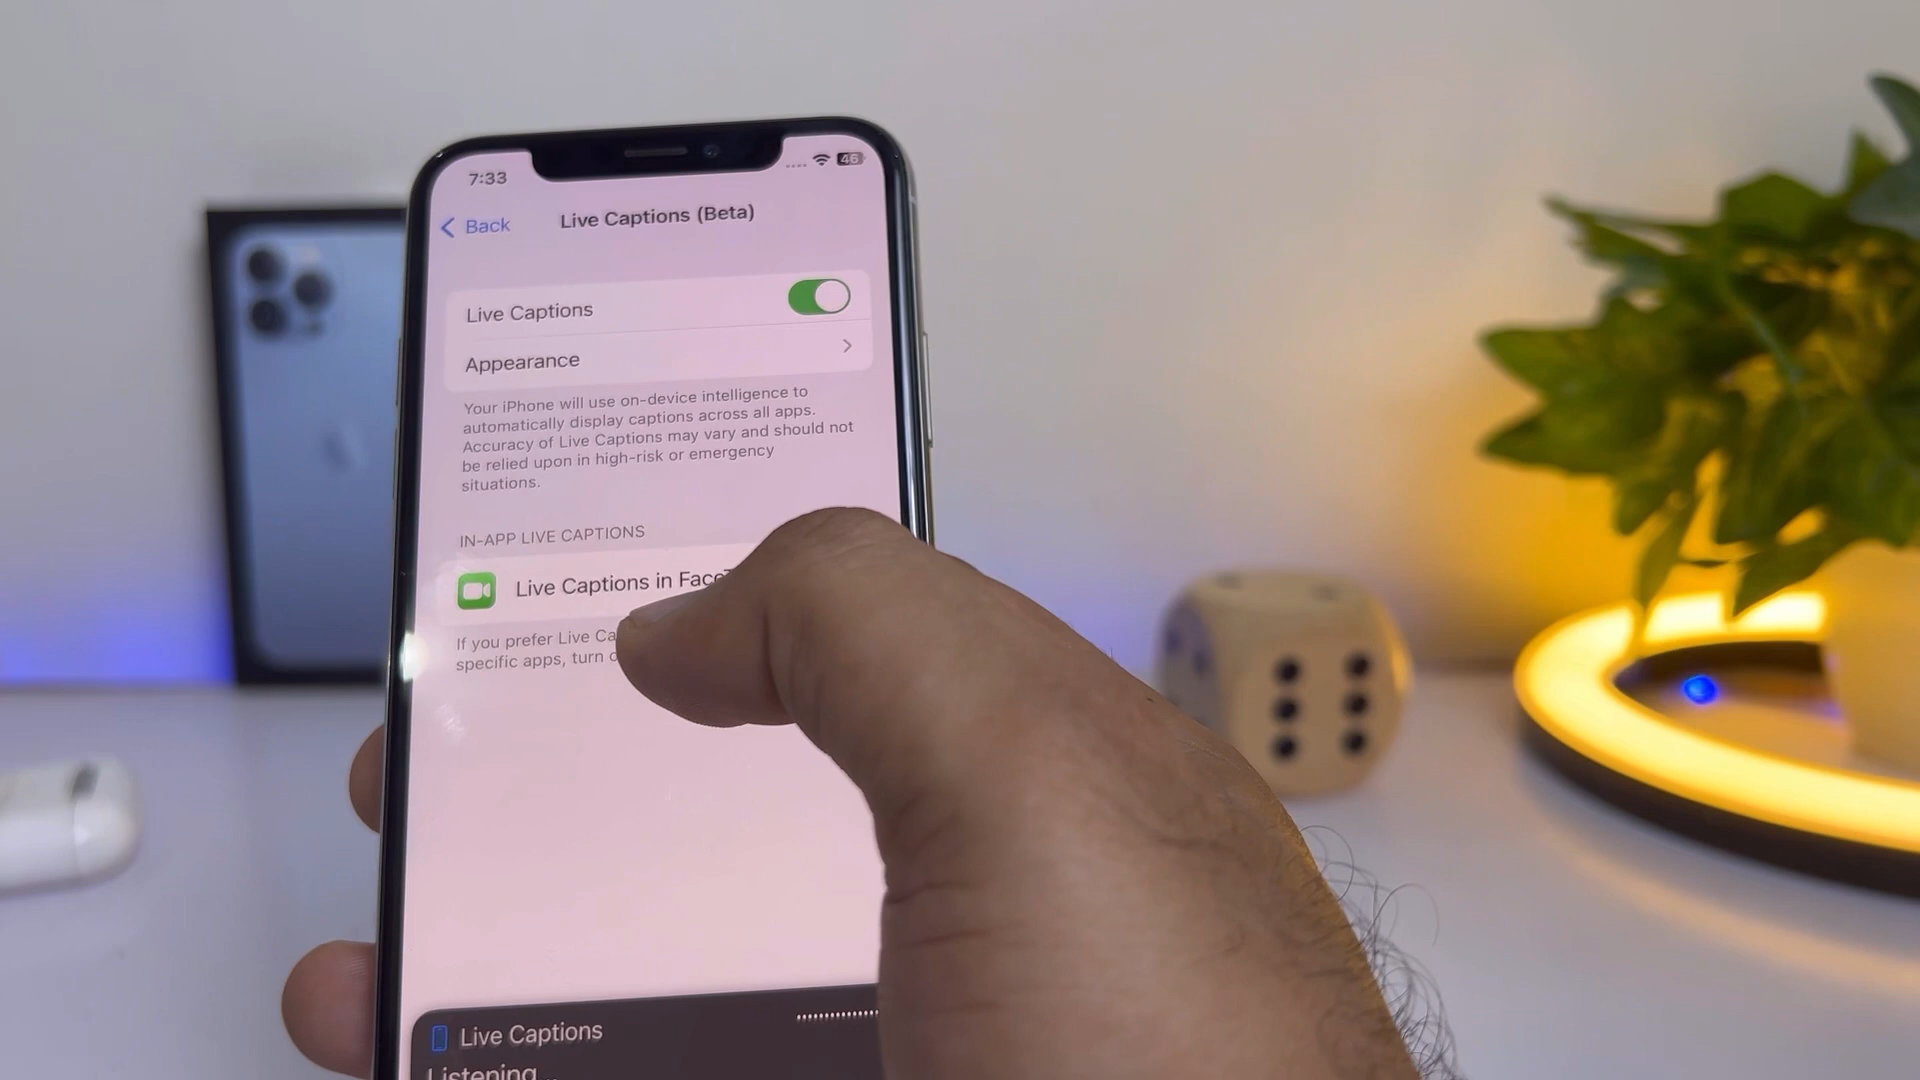 7:33
46
Back
Live Captions (Beta)
Live Captions
Appearance
Your iPhone will use on-device intelligence to
automatically display captions across all apps.
Accuracy of Live Captions may vary and should not
be relied upon in high-risk or emergency
situations.
IN-APP LIVE CAPTIONS
Live Captions in
If you prefer Live
specific apps, turn
Live Captions
Listening...